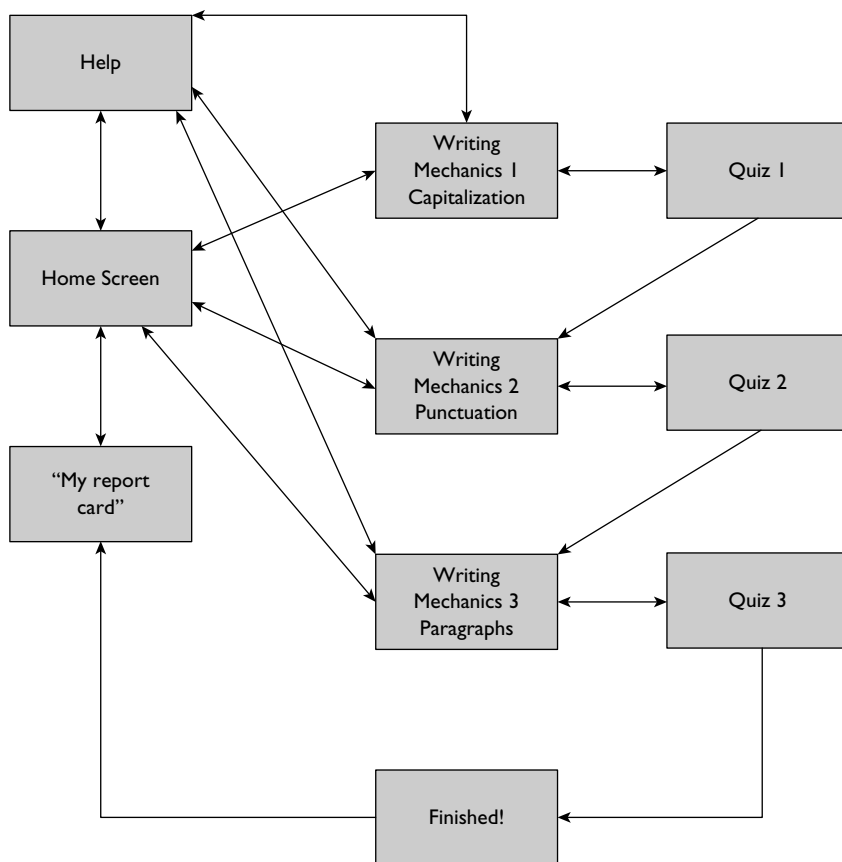 Help
Writing
Mechanics 1
Capitalization
Quiz 1
Home Screen
Writing
Mechanics 2
Punctuation
Quiz 2
“My report
card”
Writing
Mechanics 3
Paragraphs
Quiz 3
Finished!